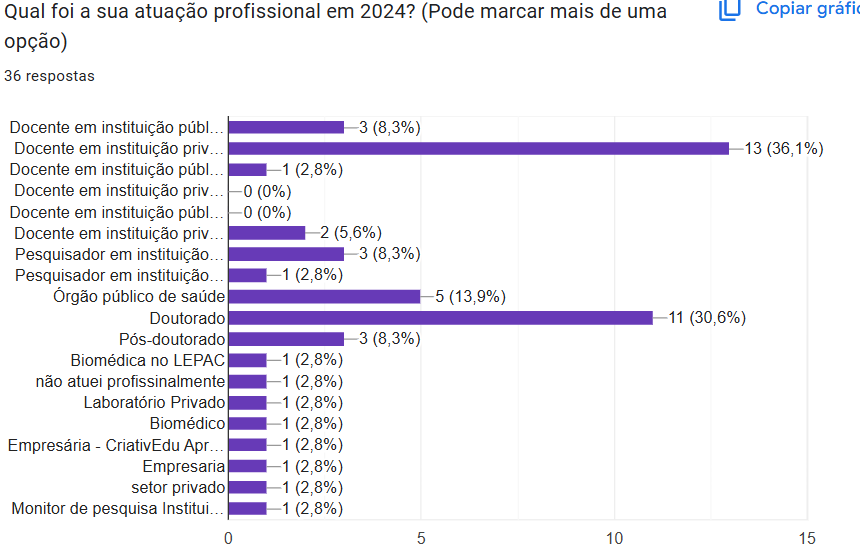 Qual foi a sua atuação profissional em 2024? (Pode marcar mais de uma
opção)
Copiar gráfic
36 respostas
Docente em instituição públ… 3 (8,3%)
Docente em instituição priv… 13 (36,1%)
Docente em instituição públ… 1 (2,8%)
Docente em instituição priv… 0 (0%)
Docente em instituição públ… 0 (0%)
Docente em instituição priv… 2 (5,6%)
Pesquisador em instituição… 3 (8,3%)
Pesquisador em instituição… 1 (2,8%)
Órgão público de saúde 5 (13,9%)
Doutorado 11 (30,6%)
Pós-doutorado 3 (8,3%)
Biomédica no LEPAC 1 (2,8%)
não atuei profissinalmente 1 (2,8%)
Laboratório Privado 1 (2,8%)
Biomédico 1 (2,8%)
Empresária - CriativEdu Apr… 1 (2,8%)
Empresaria 1 (2,8%)
setor privado 1 (2,8%)
Monitor de pesquisa Institui… 1 (2,8%)
0 5 10 15